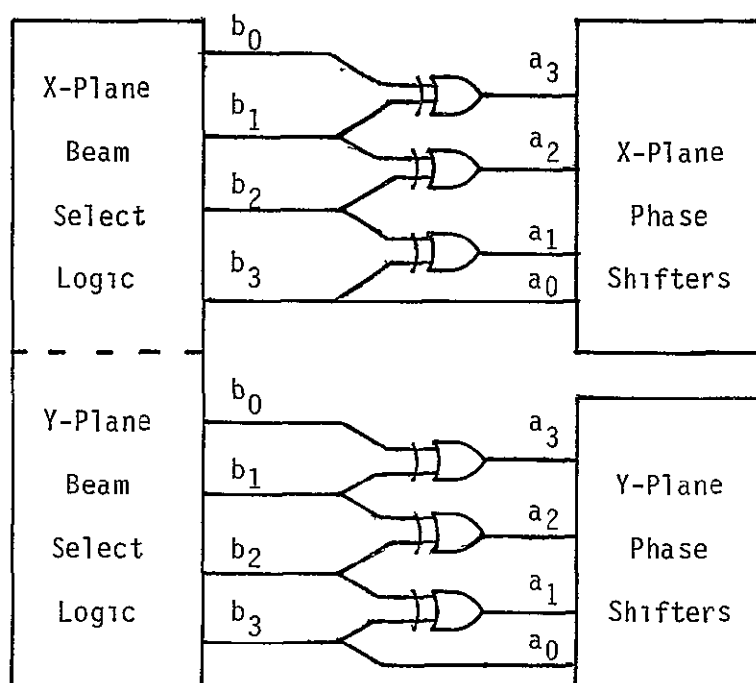 X-Plane
Beam
Select
Logic
b0
b1
b2
b3
a3
a2
a1
a0
X-Plane
Phase
Shifters
Y-Plane
Beam
Select
Logic
b0
b1
b2
b3
a3
a2
a1
a0
Y-Plane
Phase
Shifters